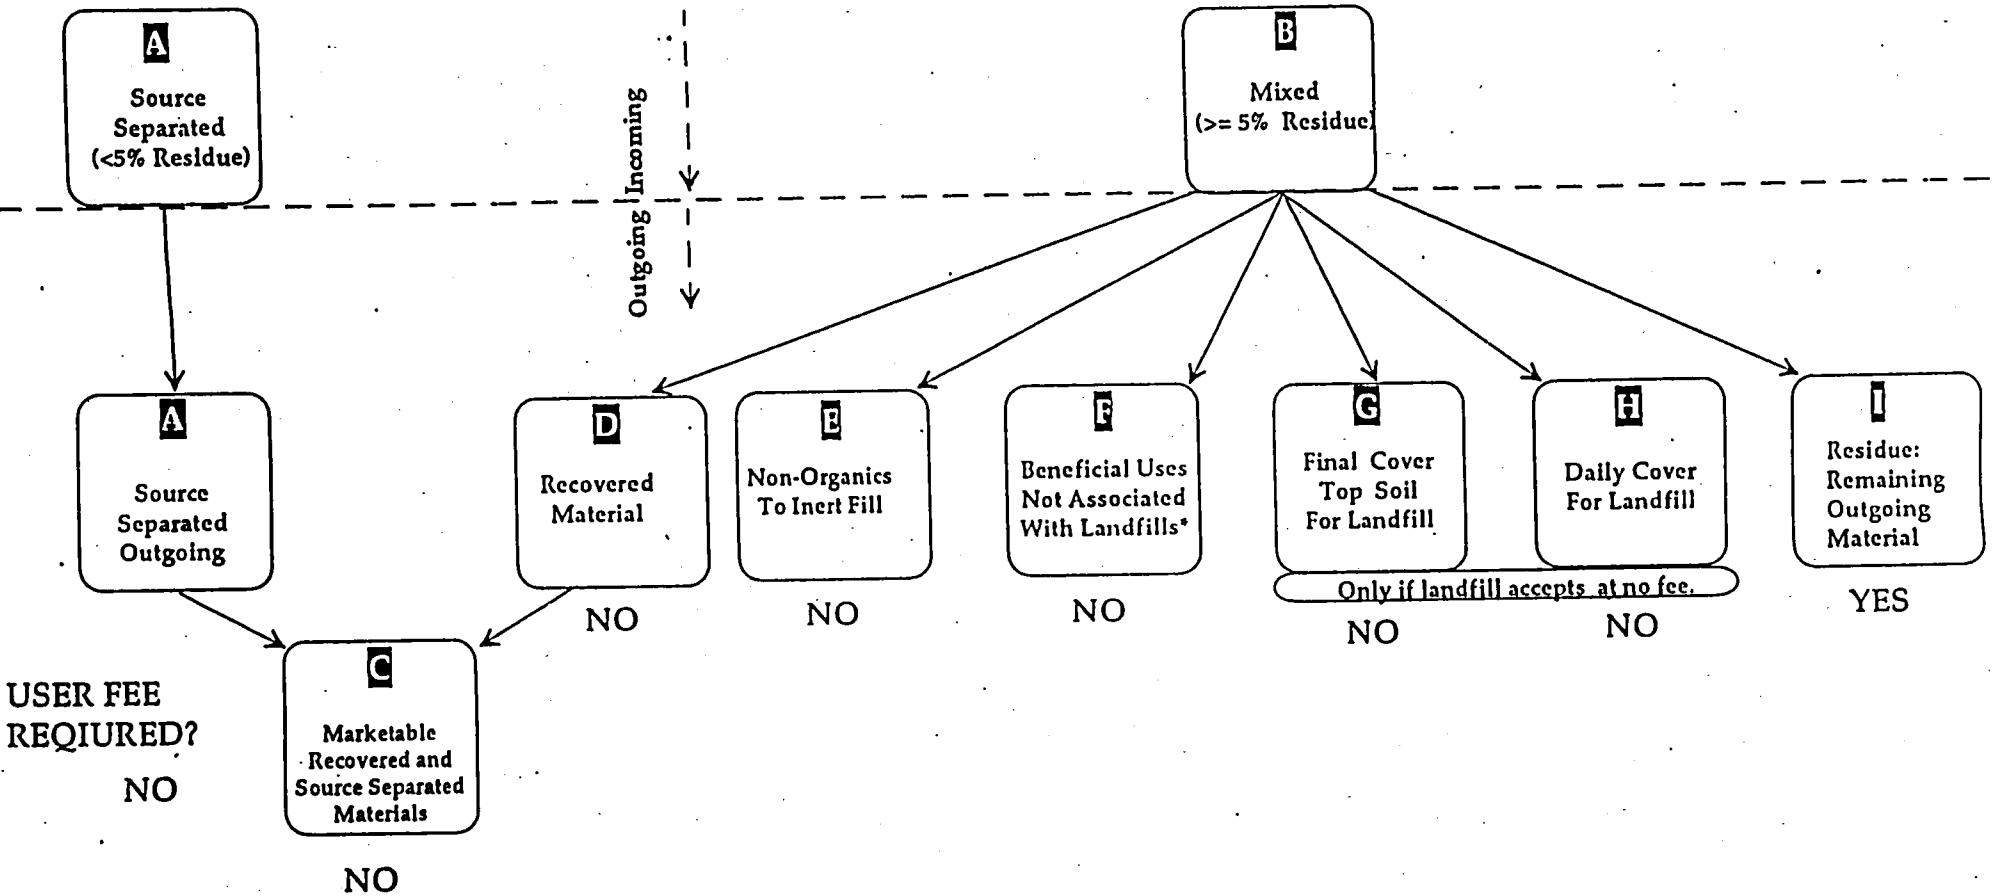 A
Source
Separated
(<5% Residue)
Incoming
Outgoing
B
Mixed
(>= 5% Residue)
A
Source
Separated
Outgoing
D
Recovered
Material
NO
E
Non-Organics
To Inert Fill
NO
F
Beneficial Uses
Not Associated
With Landfills*
NO
G
Final Cover
Top Soil
For Landfill
H
Daily Cover
For Landfill
Only if landfill accepts at no fee.
NO
NO
I
Residue:
Remaining
Outgoing
Material
YES
USER FEE
REQIURED?
NO
C
Marketable
Recovered and
Source Separated
Materials
NO